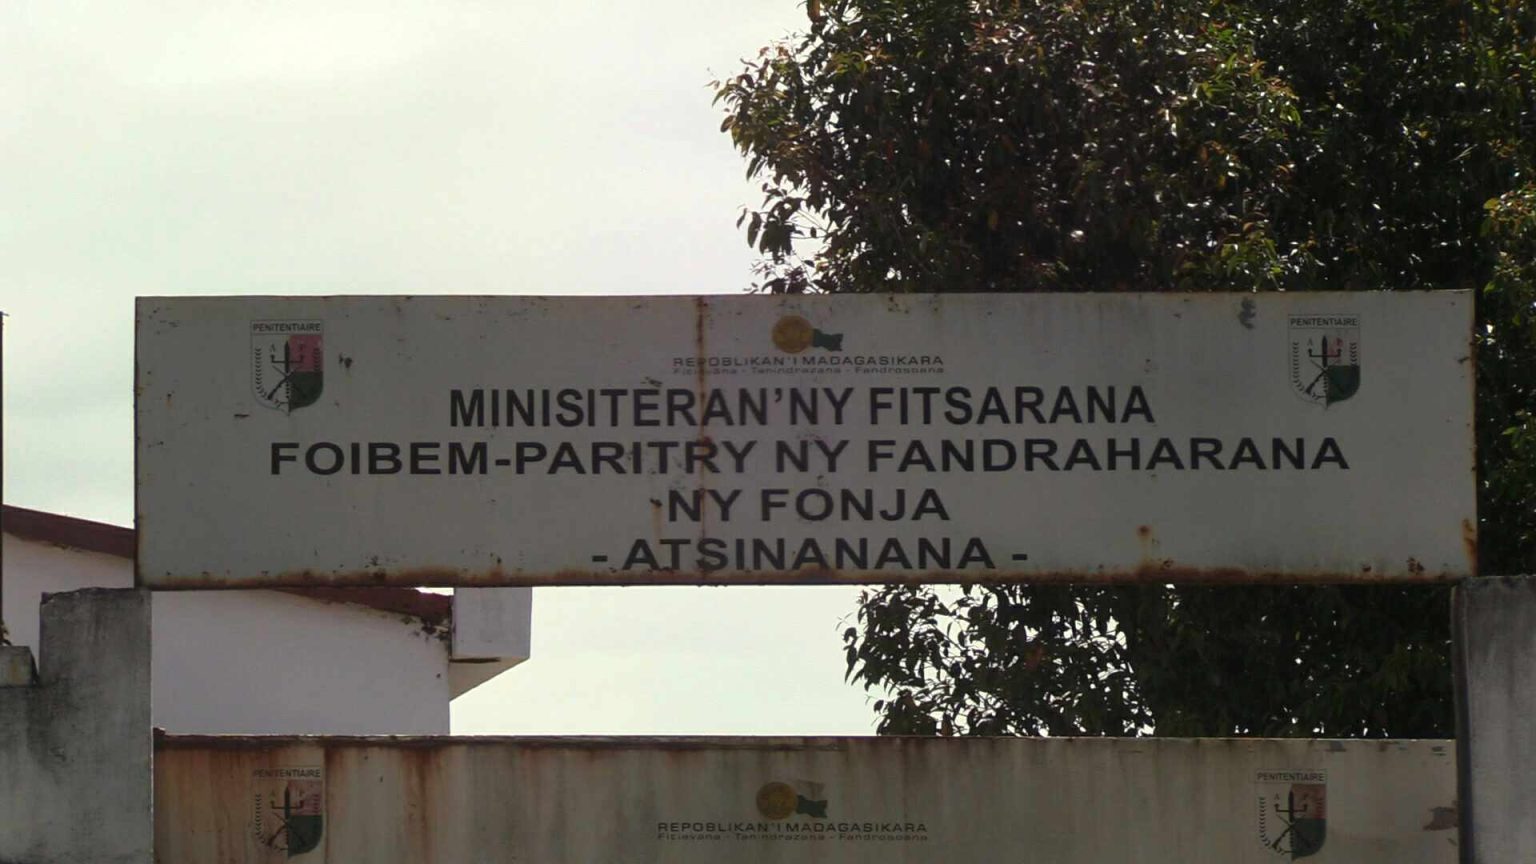 PENITENTIAIRE
A P
REPOBLIKAN'I MADAGASIKARA
Fitiavana - Tanindrazana - Fandrosoana
PENITENTIAIRE
A P
MINISITERAN'NY FITSARANA
FOIBEM-PARITRY NY FANDRAHARANA
NY FONJA
- ATSINANANA -
PENITENTIAIRE
A P
REPOBLIKAN'I MADAGASIKARA
Fitiavana - Tanindrazana - Fandrosoana
PENITENTIAIRE
A P